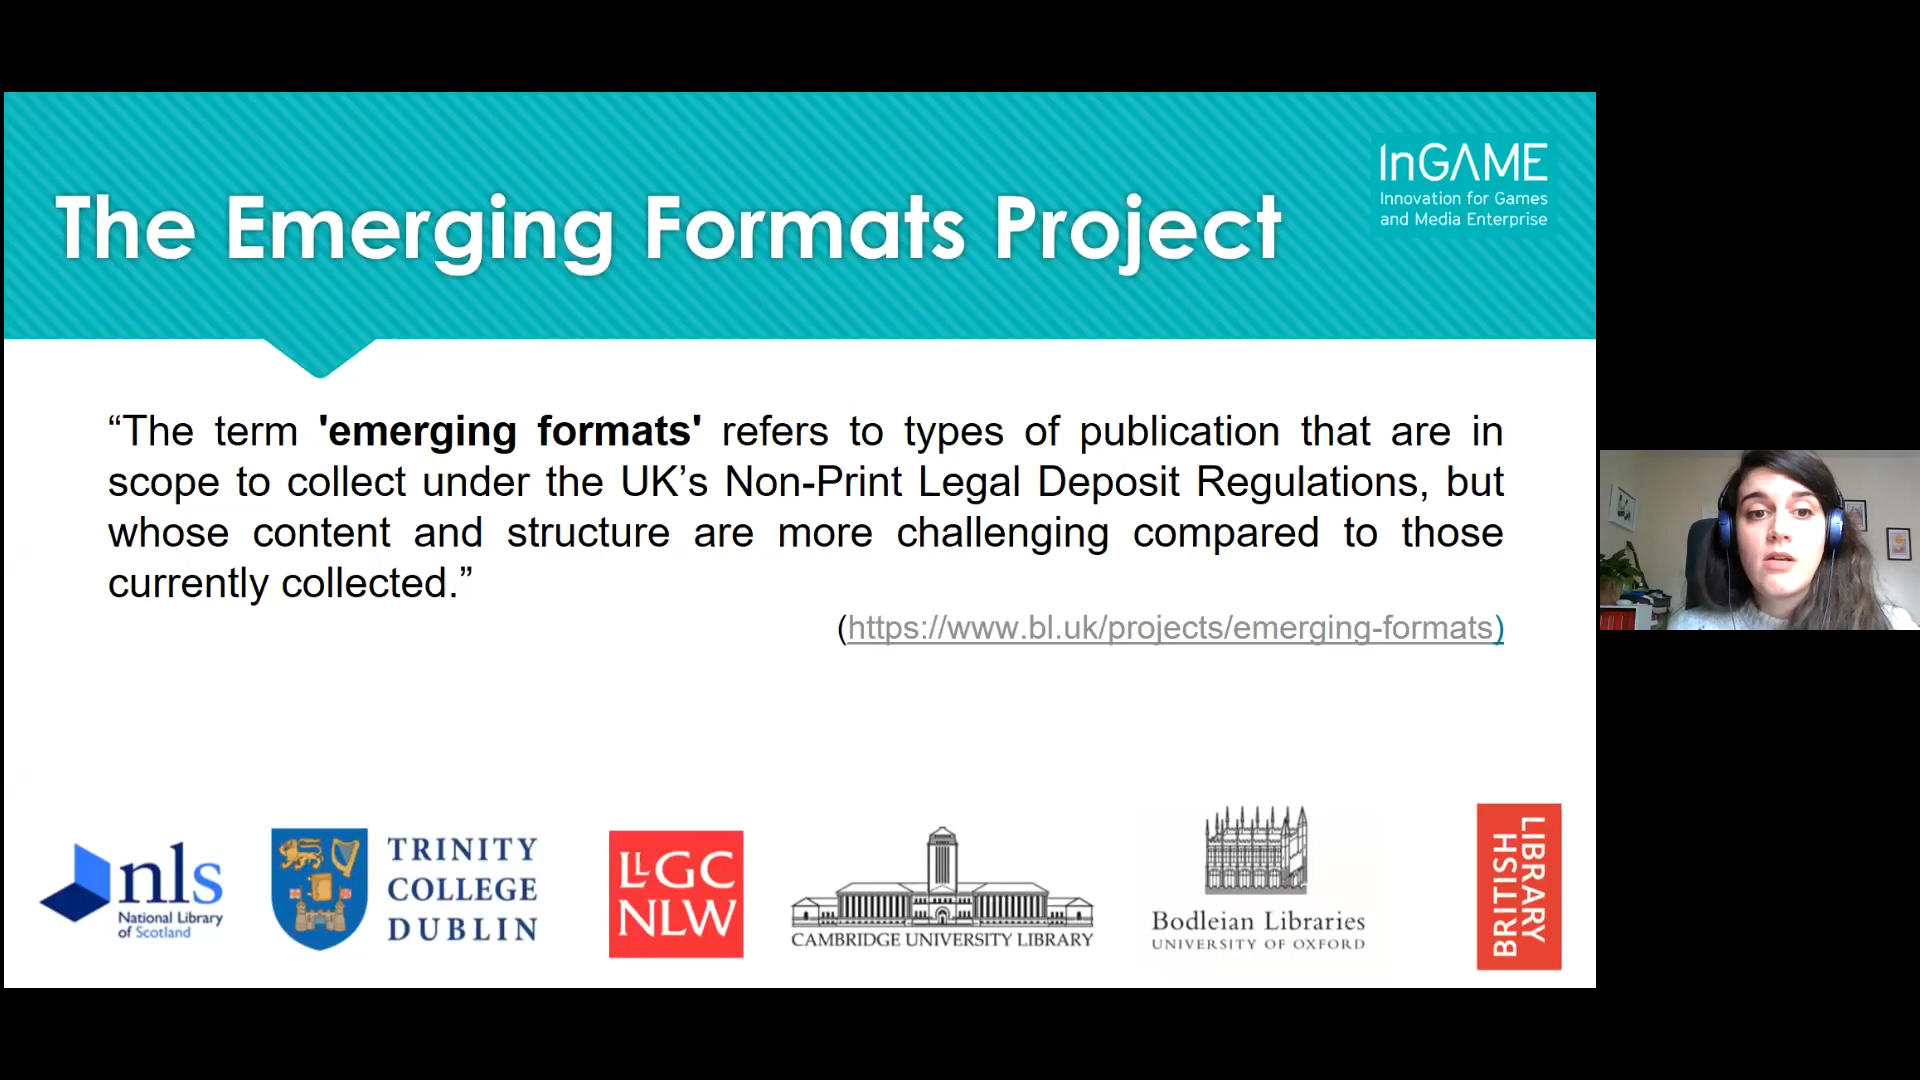 InGAME
Innovation for Games
and Media Enterprise
The Emerging Formats Project
“The term 'emerging formats' refers to types of publication that are in
scope to collect under the UK’s Non-Print Legal Deposit Regulations, but
whose content and structure are more challenging compared to those
currently collected.”
(https://www.bl.uk/projects/emerging-formats)
nls
National Library
of Scotland
TRINITY
COLLEGE
DUBLIN
LLGC
NLW
CAMBRIDGE UNIVERSITY LIBRARY
Bodleian Libraries
UNIVERSITY OF OXFORD
BRITISH
LIBRARY